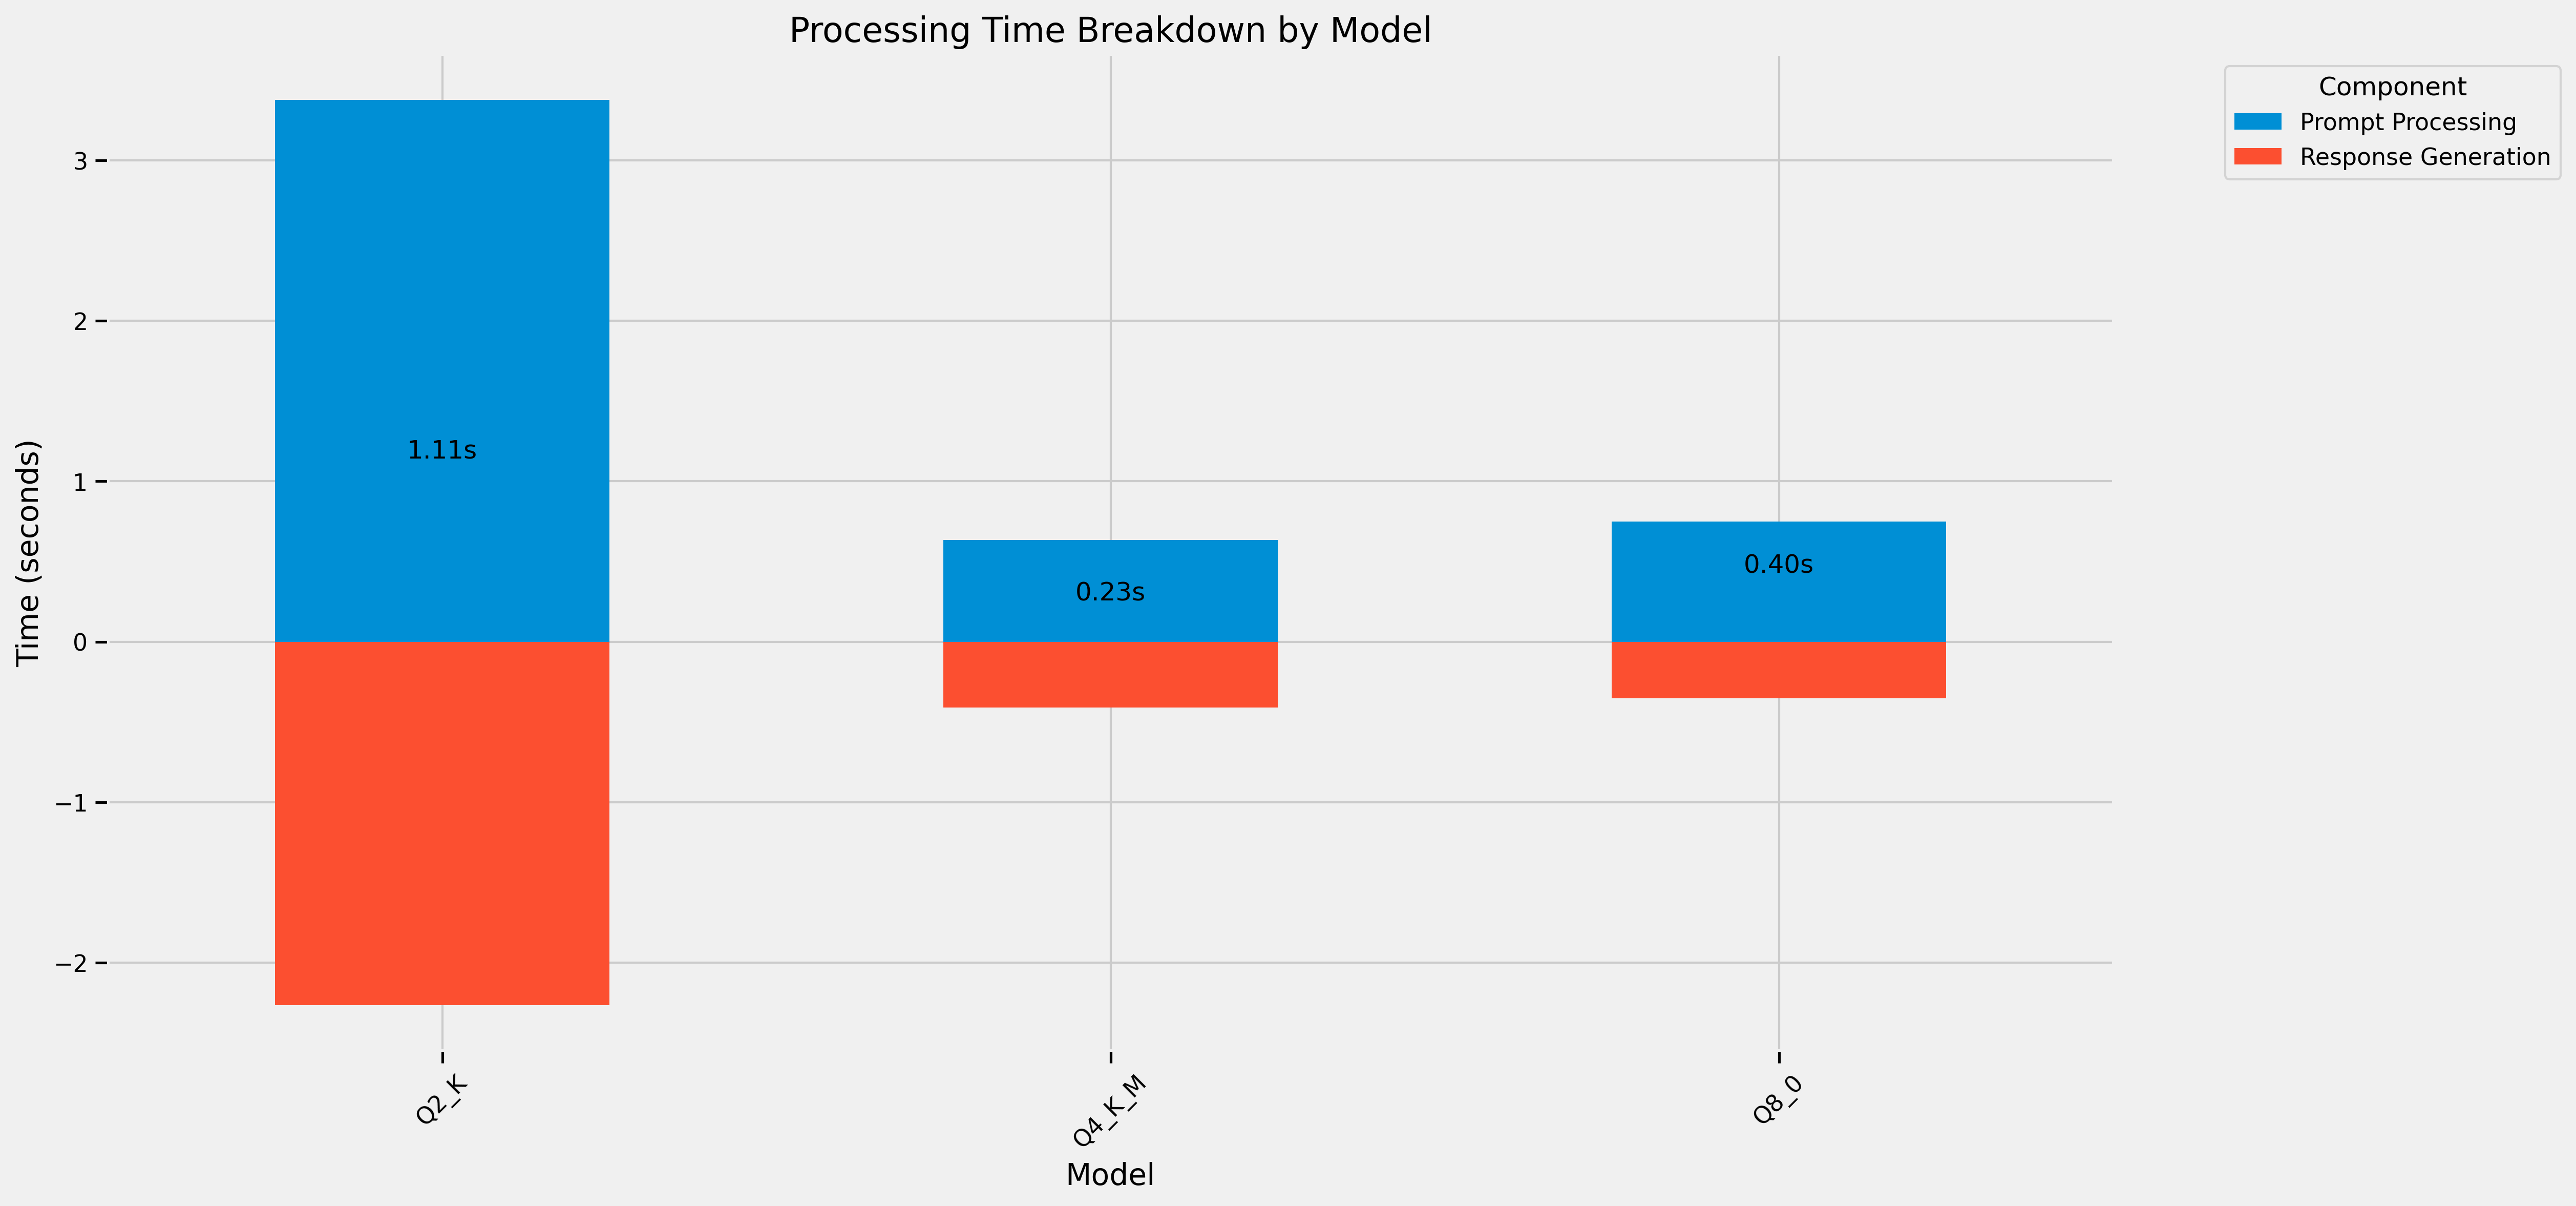 Processing Time Breakdown by Model
Component
Prompt Processing
Response Generation
Time (seconds)
3
2
1
0
−1
−2
1.11s
0.23s
0.40s
Q2_K
Q4_K_M
Q8_0
Model